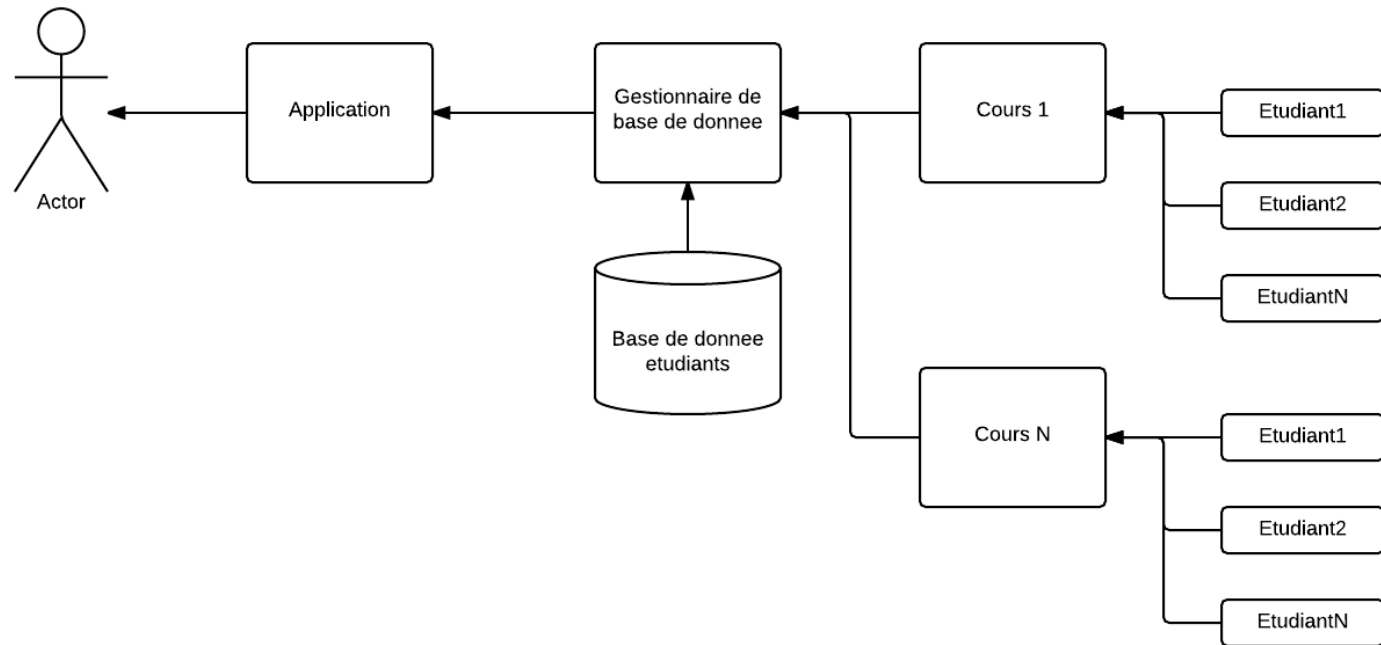 Actor
Application
Gestionnaire de
base de donnee
Base de donnee
etudiants
Cours 1
Etudiant1
Etudiant2
EtudiantN
Cours N
Etudiant1
Etudiant2
EtudiantN